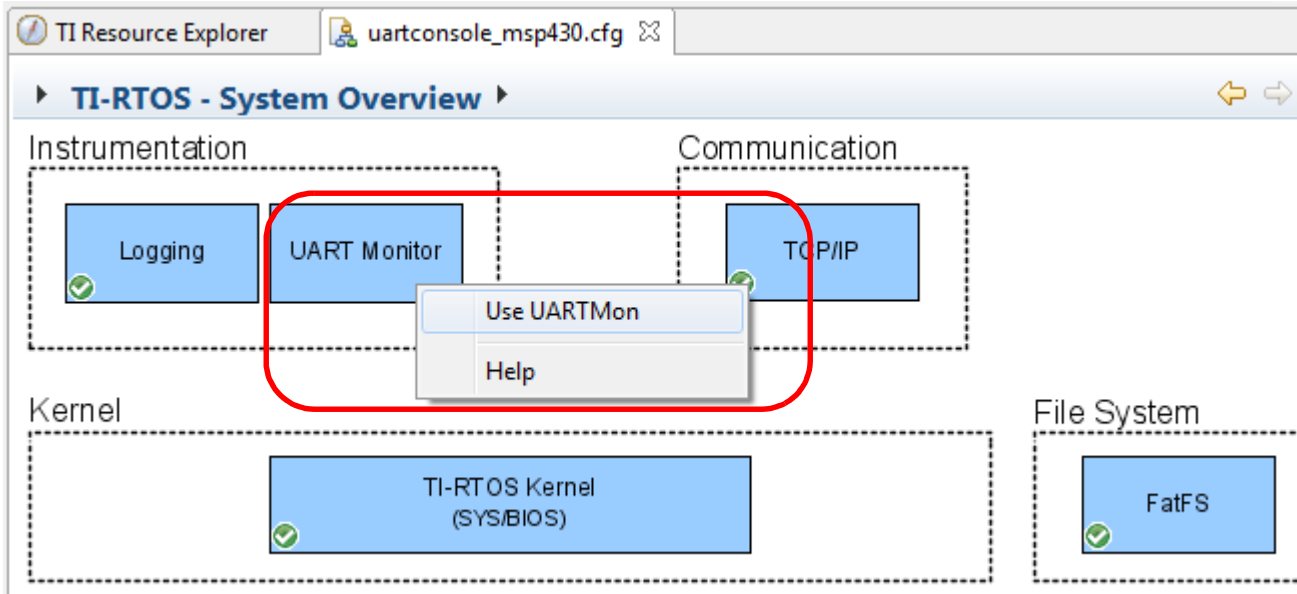 TI Resource Explorer
uartconsole_msp430.cfg
TI-RTOS - System Overview
Instrumentation
Communication
Logging
UART Monitor
TCP/IP
Use UARTMon
Help
Kernel
File System
TI-RTOS Kernel
(SYS/BIOS)
FatFS